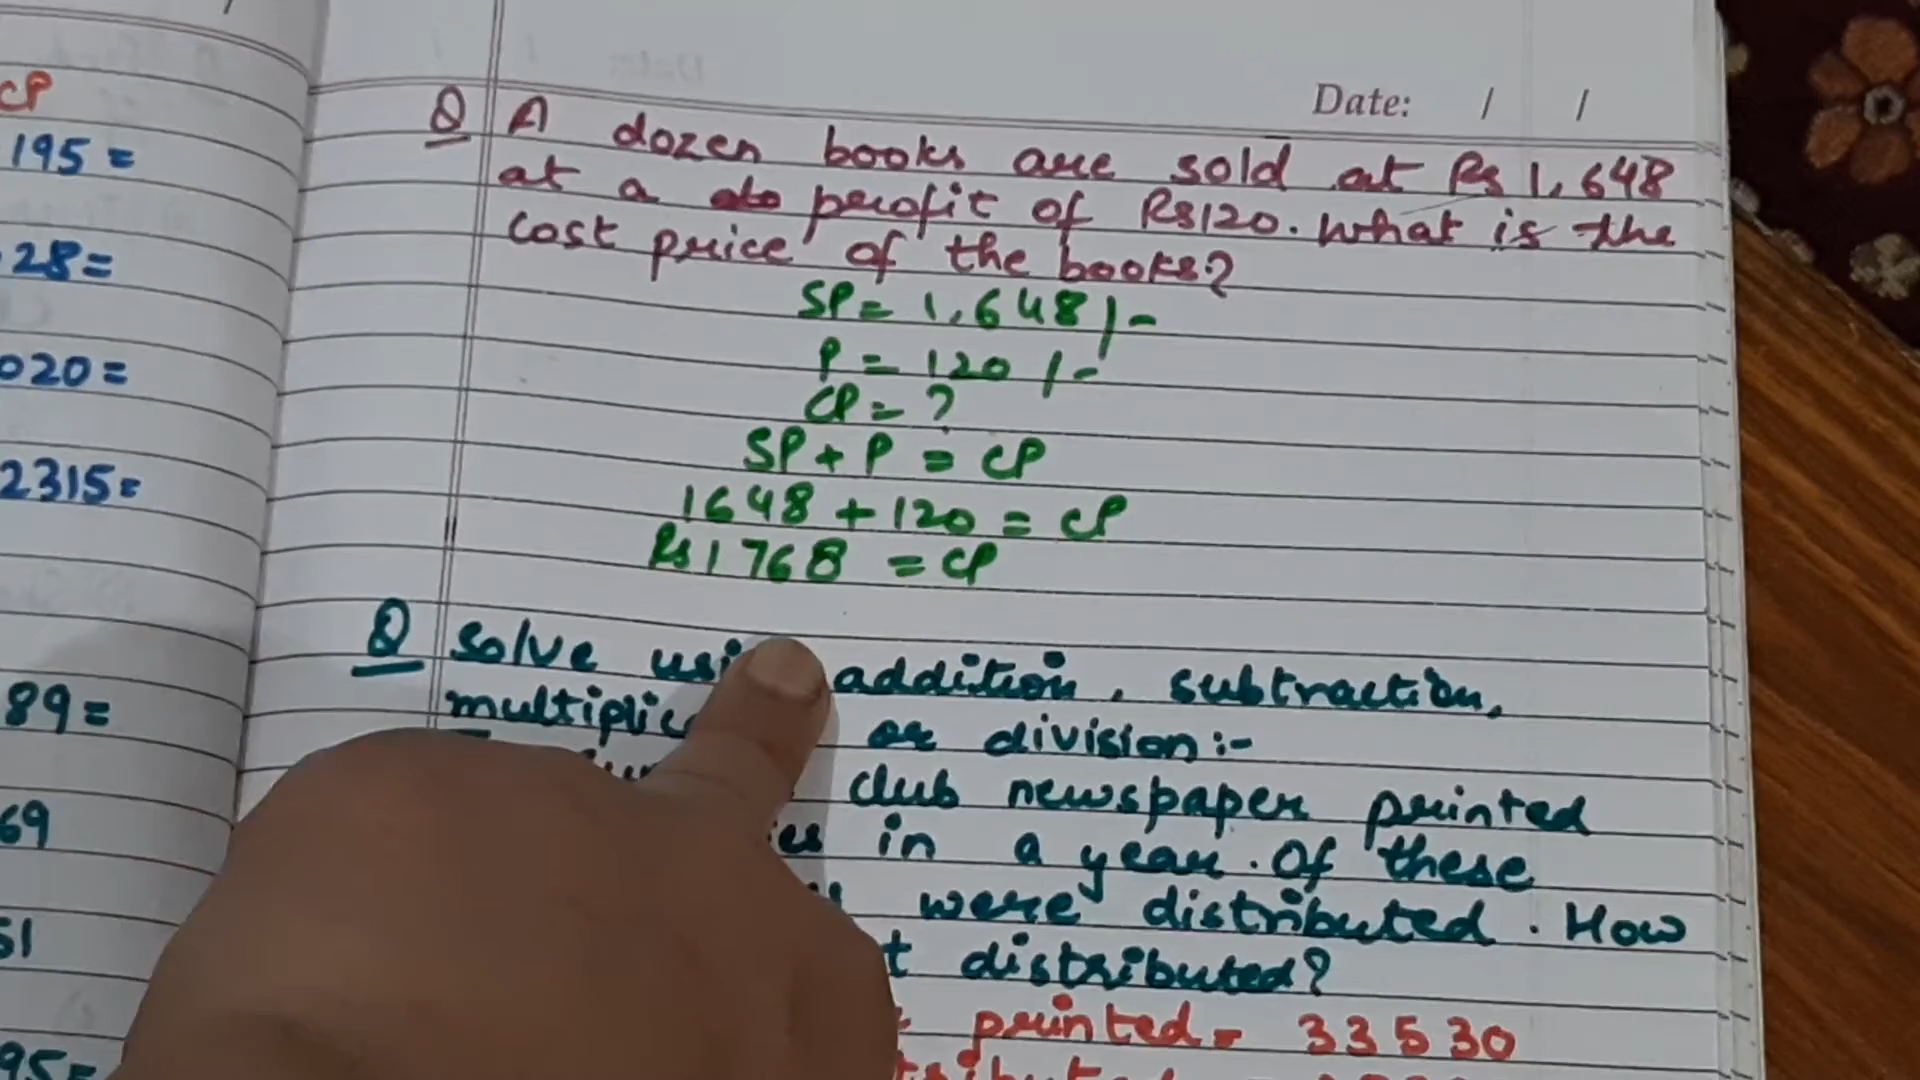 CP
195=
28=
020=
2315=
89=
69
51
95=
Date: / /
Q A dozen books are sold at Rs 1,648
at a profit of Rs120. What is the
cost price of the books?
SP= 1,648/-
P = 120/-
CP= ?
SP + P = CP
1648 + 120 = CP
Rs 1768 = CP
Q Solve addition, subtraction,
or division:-
club newspaper printed
in a year. Of these
were distributed. How
distributed?
printed= 33530